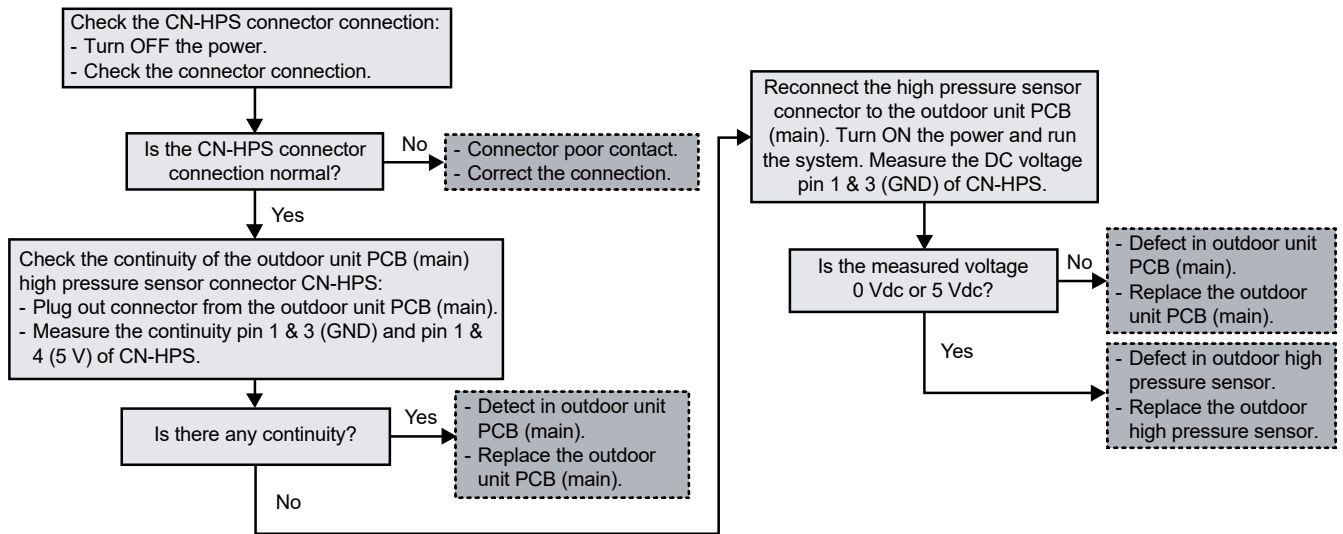 Check the CN-HPS connector connection:
- Turn OFF the power.
- Check the connector connection.
Is the CN-HPS connector
connection normal?
No
- Connector poor contact.
- Correct the connection.
Yes
Check the continuity of the outdoor unit PCB (main)
high pressure sensor connector CN-HPS:
- Plug out connector from the outdoor unit PCB (main).
- Measure the continuity pin 1 & 3 (GND) and pin 1 &
4 (5 V) of CN-HPS.
Is there any continuity?
Yes
- Detect in outdoor unit
PCB (main).
- Replace the outdoor
unit PCB (main).
No
Reconnect the high pressure sensor
connector to the outdoor unit PCB
(main). Turn ON the power and run
the system. Measure the DC voltage
pin 1 & 3 (GND) of CN-HPS.
Is the measured voltage
0 Vdc or 5 Vdc?
No
- Defect in outdoor unit
PCB (main).
- Replace the outdoor
unit PCB (main).
Yes
- Defect in outdoor high
pressure sensor.
- Replace the outdoor
high pressure sensor.